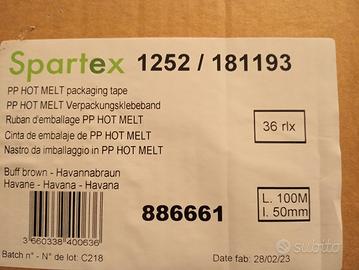 Spartex 1252 / 181193
PP HOT MELT packaging tape
PP HOT MELT Verpackungsklebeband
Ruban d'emballage PP HOT MELT
Cinta de embalaje de PP HOT MELT
Nastro da imballaggio in PP HOT MELT
36 rlx
Buff brown - Havannabraun
Havane - Havana - Havana
886661
L. 100M
l. 50mm
3 660338 400636
Batch n° - N° de lot: C218
Date fab: 28/02/23
subito